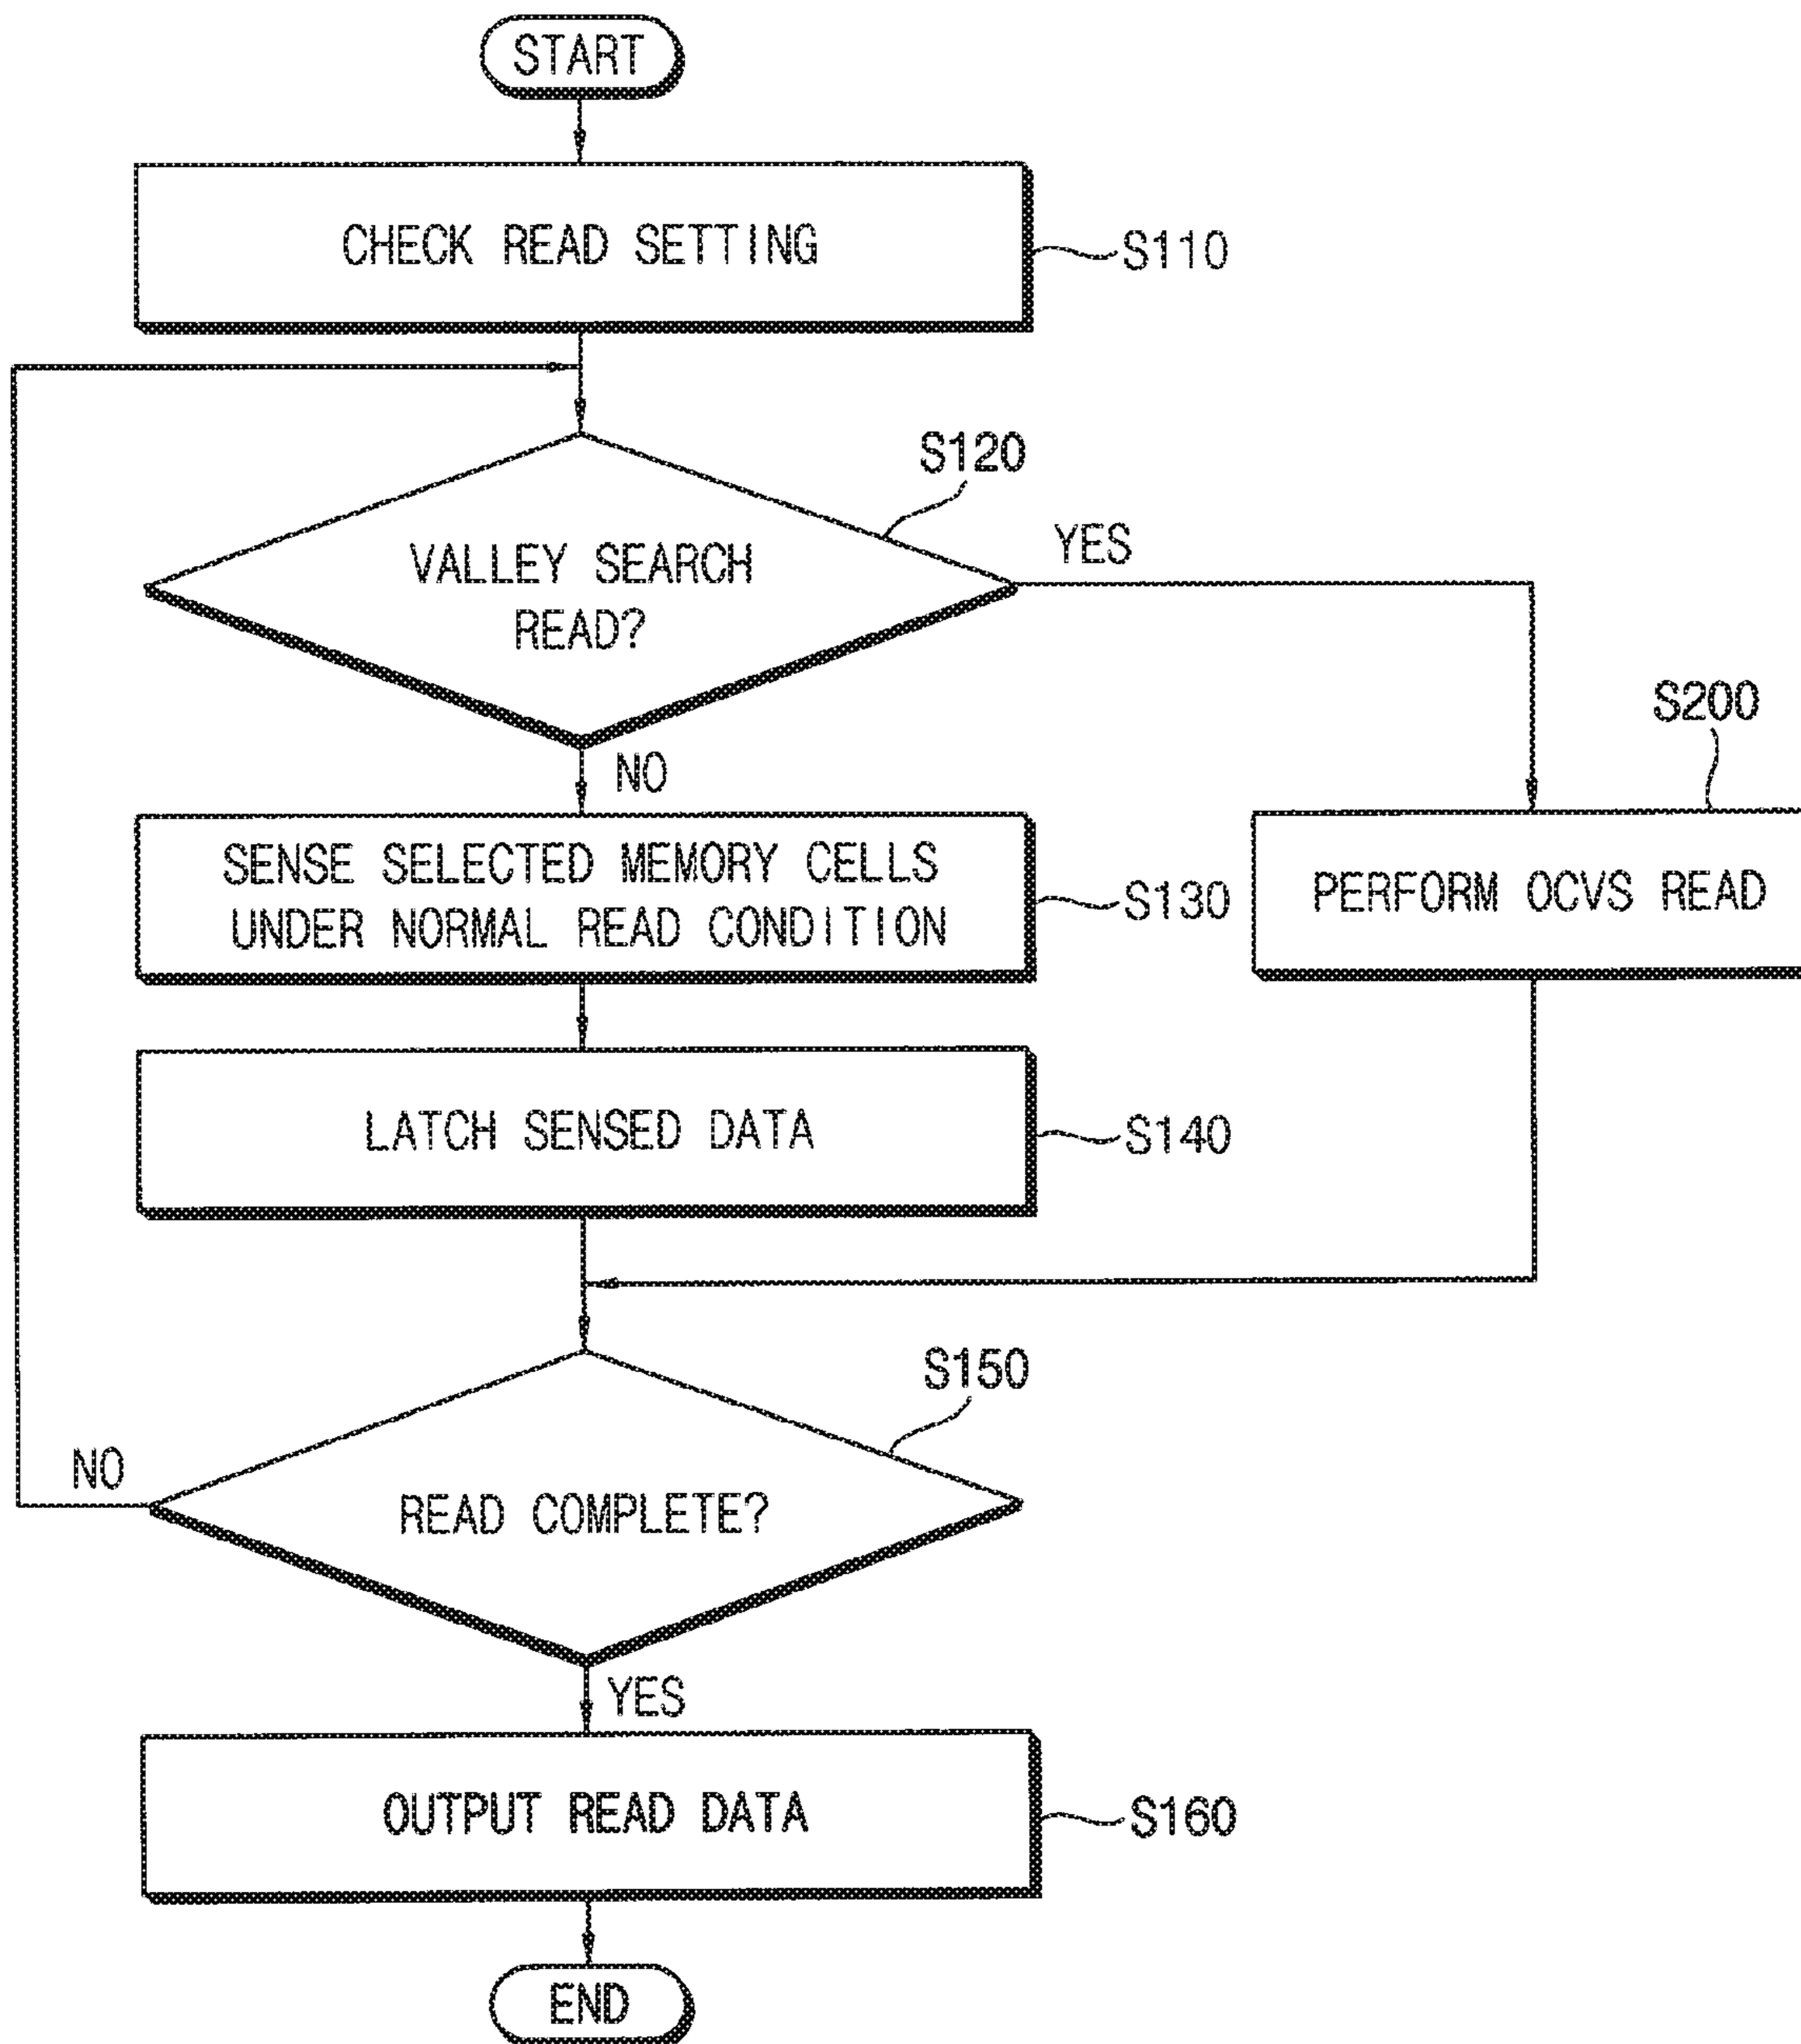 START
CHECK READ SETTING
S110
S120
VALLEY SEARCH
READ?
YES
NO
S200
SENSE SELECTED MEMORY CELLS
UNDER NORMAL READ CONDITION
S130
PERFORM OCVS READ
LATCH SENSED DATA
S140
S150
READ COMPLETE?
NO
YES
OUTPUT READ DATA
S160
END